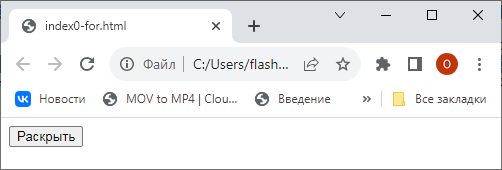 index0-for.html
Файл C:/Users/flash... O
Новости MOV to MP4 | Clou... Введение » Все закладки
Раскрыть